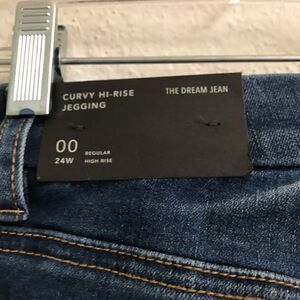 CURVY HI-RISE
JEGGING
THE DREAM JEAN
00 REGULAR
24W HIGH RISE